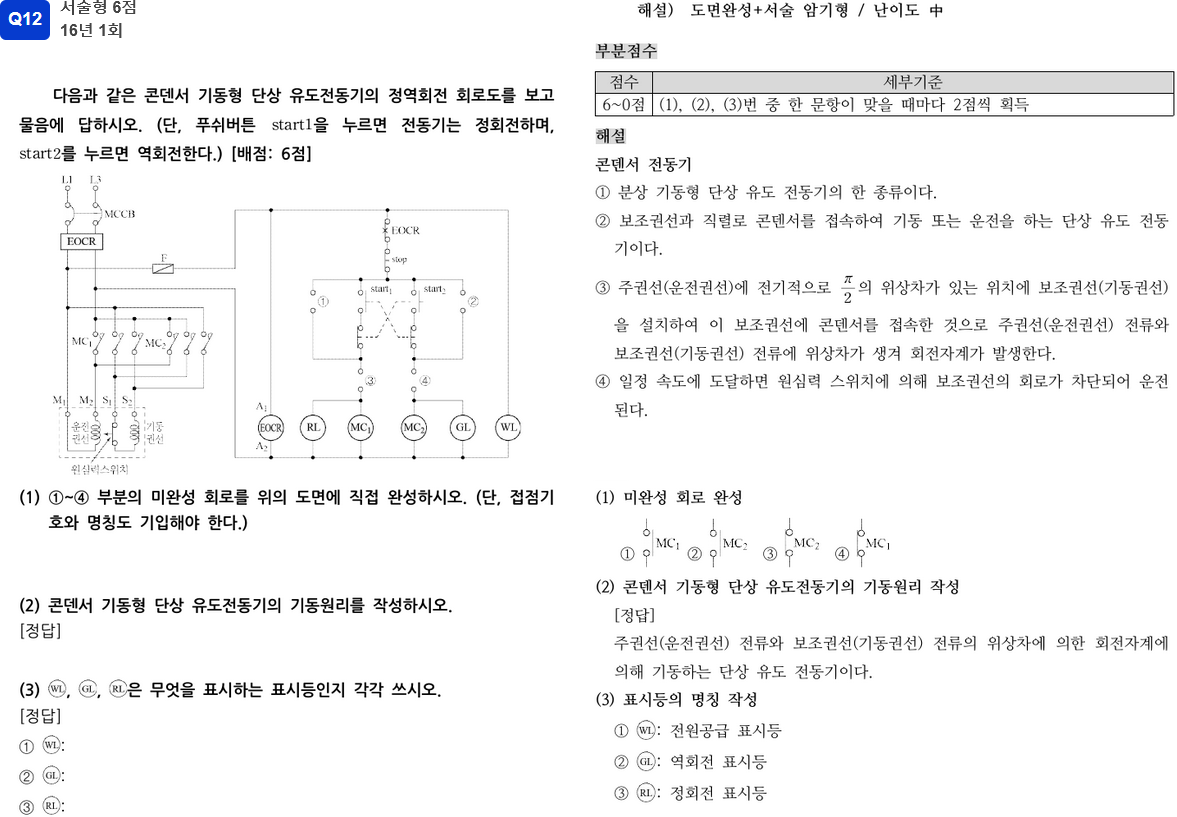 Q12
서술형 6점
16년 1회
다음과 같은 콘덴서 기동형 단상 유도전동기의 정역회전 회로도를 보고
물음에 답하시오. (단, 푸쉬버튼 start1을 누르면 전동기는 정회전하며,
start2를 누르면 역회전한다.) [배점: 6점]
L1 L3
MCCB
EOCR
F
EOCR
stop
start₁ start₂
① ②
MC₁ MC₂
③ ④
M₁ M₂ S₁ S₂
운전권선
기동권선
원심력스위치
A₁
EOCR RL MC₁ MC₂ GL WL
A₂
(1) ①~④ 부분의 미완성 회로를 위의 도면에 직접 완성하시오. (단, 접점기
호와 명칭도 기입해야 한다.)
(2) 콘덴서 기동형 단상 유도전동기의 기동원리를 작성하시오.
[정답]
(3) WL, GL, RL은 무엇을 표시하는 표시등인지 각각 쓰시오.
[정답]
① WL:
② GL:
③ RL:
해설) 도면완성+서술 암기형 / 난이도 中
부분점수
점수 세부기준
6~0점 (1), (2), (3)번 중 한 문항이 맞을 때마다 2점씩 획득
해설
콘덴서 전동기
① 분상 기동형 단상 유도 전동기의 한 종류이다.
② 보조권선과 직렬로 콘덴서를 접속하여 기동 또는 운전을 하는 단상 유도 전동
기이다.
③ 주권선(운전권선)에 전기적으로 π/2의 위상차가 있는 위치에 보조권선(기동권선)
을 설치하여 이 보조권선에 콘덴서를 접속한 것으로 주권선(운전권선) 전류와
보조권선(기동권선) 전류에 위상차가 생겨 회전자계가 발생한다.
④ 일정 속도에 도달하면 원심력 스위치에 의해 보조권선의 회로가 차단되어 운전
된다.
(1) 미완성 회로 완성
① MC₁ ② MC₂ ③ MC₂ ④ MC₁
(2) 콘덴서 기동형 단상 유도전동기의 기동원리 작성
[정답]
주권선(운전권선) 전류와 보조권선(기동권선) 전류의 위상차에 의한 회전자계에
의해 기동하는 단상 유도 전동기이다.
(3) 표시등의 명칭 작성
① WL: 전원공급 표시등
② GL: 역회전 표시등
③ RL: 정회전 표시등